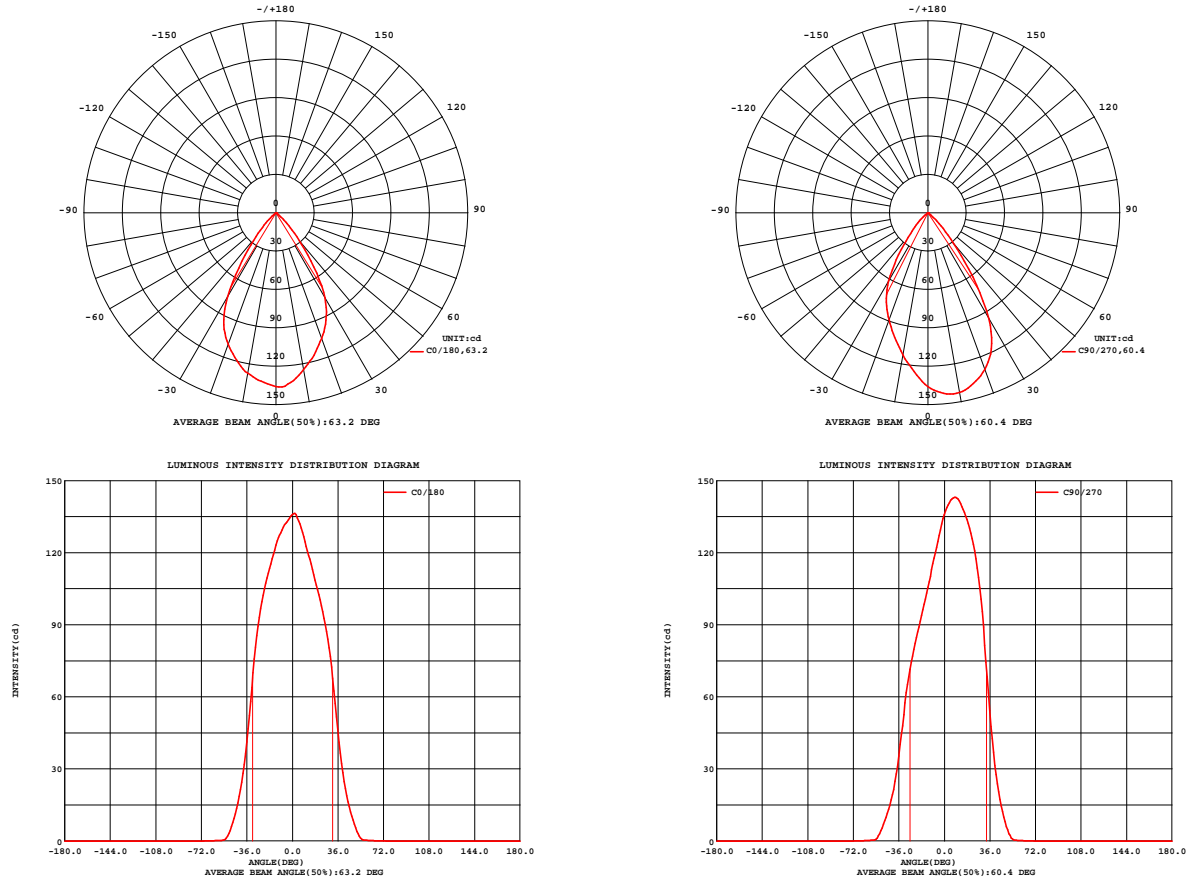 -/+180
-150
150
-120
120
-90
90
-60
60
-30
30
0
0
30
60
90
120
150
UNIT:cd
C0/180,63.2
AVERAGE BEAM ANGLE(50%):63.2 DEG
-/+180
-150
150
-120
120
-90
90
-60
60
-30
30
0
0
30
60
90
120
150
UNIT:cd
C90/270,60.4
AVERAGE BEAM ANGLE(50%):60.4 DEG
LUMINOUS INTENSITY DISTRIBUTION DIAGRAM
C0/180
INTENSITY(cd)
150
120
90
60
30
0
-180.0 -144.0 -108.0 -72.0 -36.0 0.0 36.0 72.0 108.0 144.0 180.0
ANGLE(DEG)
AVERAGE BEAM ANGLE(50%):63.2 DEG
LUMINOUS INTENSITY DISTRIBUTION DIAGRAM
C90/270
INTENSITY(cd)
150
120
90
60
30
0
-180.0 -144.0 -108.0 -72.0 -36.0 0.0 36.0 72.0 108.0 144.0 180.0
ANGLE(DEG)
AVERAGE BEAM ANGLE(50%):60.4 DEG